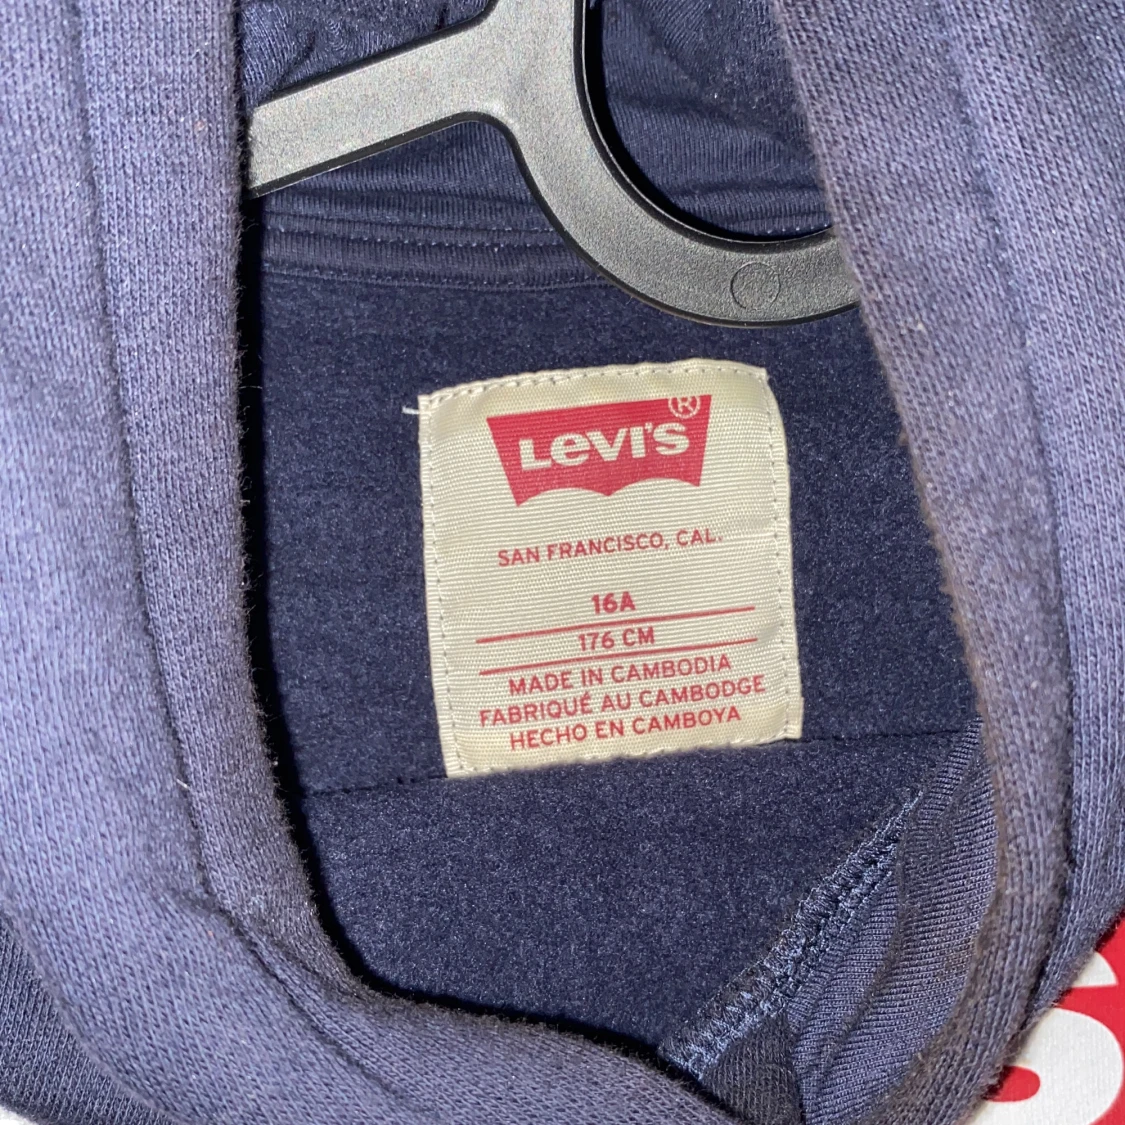 Levi's®
SAN FRANCISCO, CAL.
16A
176 CM
MADE IN CAMBODIA
FABRIQUÉ AU CAMBODGE
HECHO EN CAMBOYA